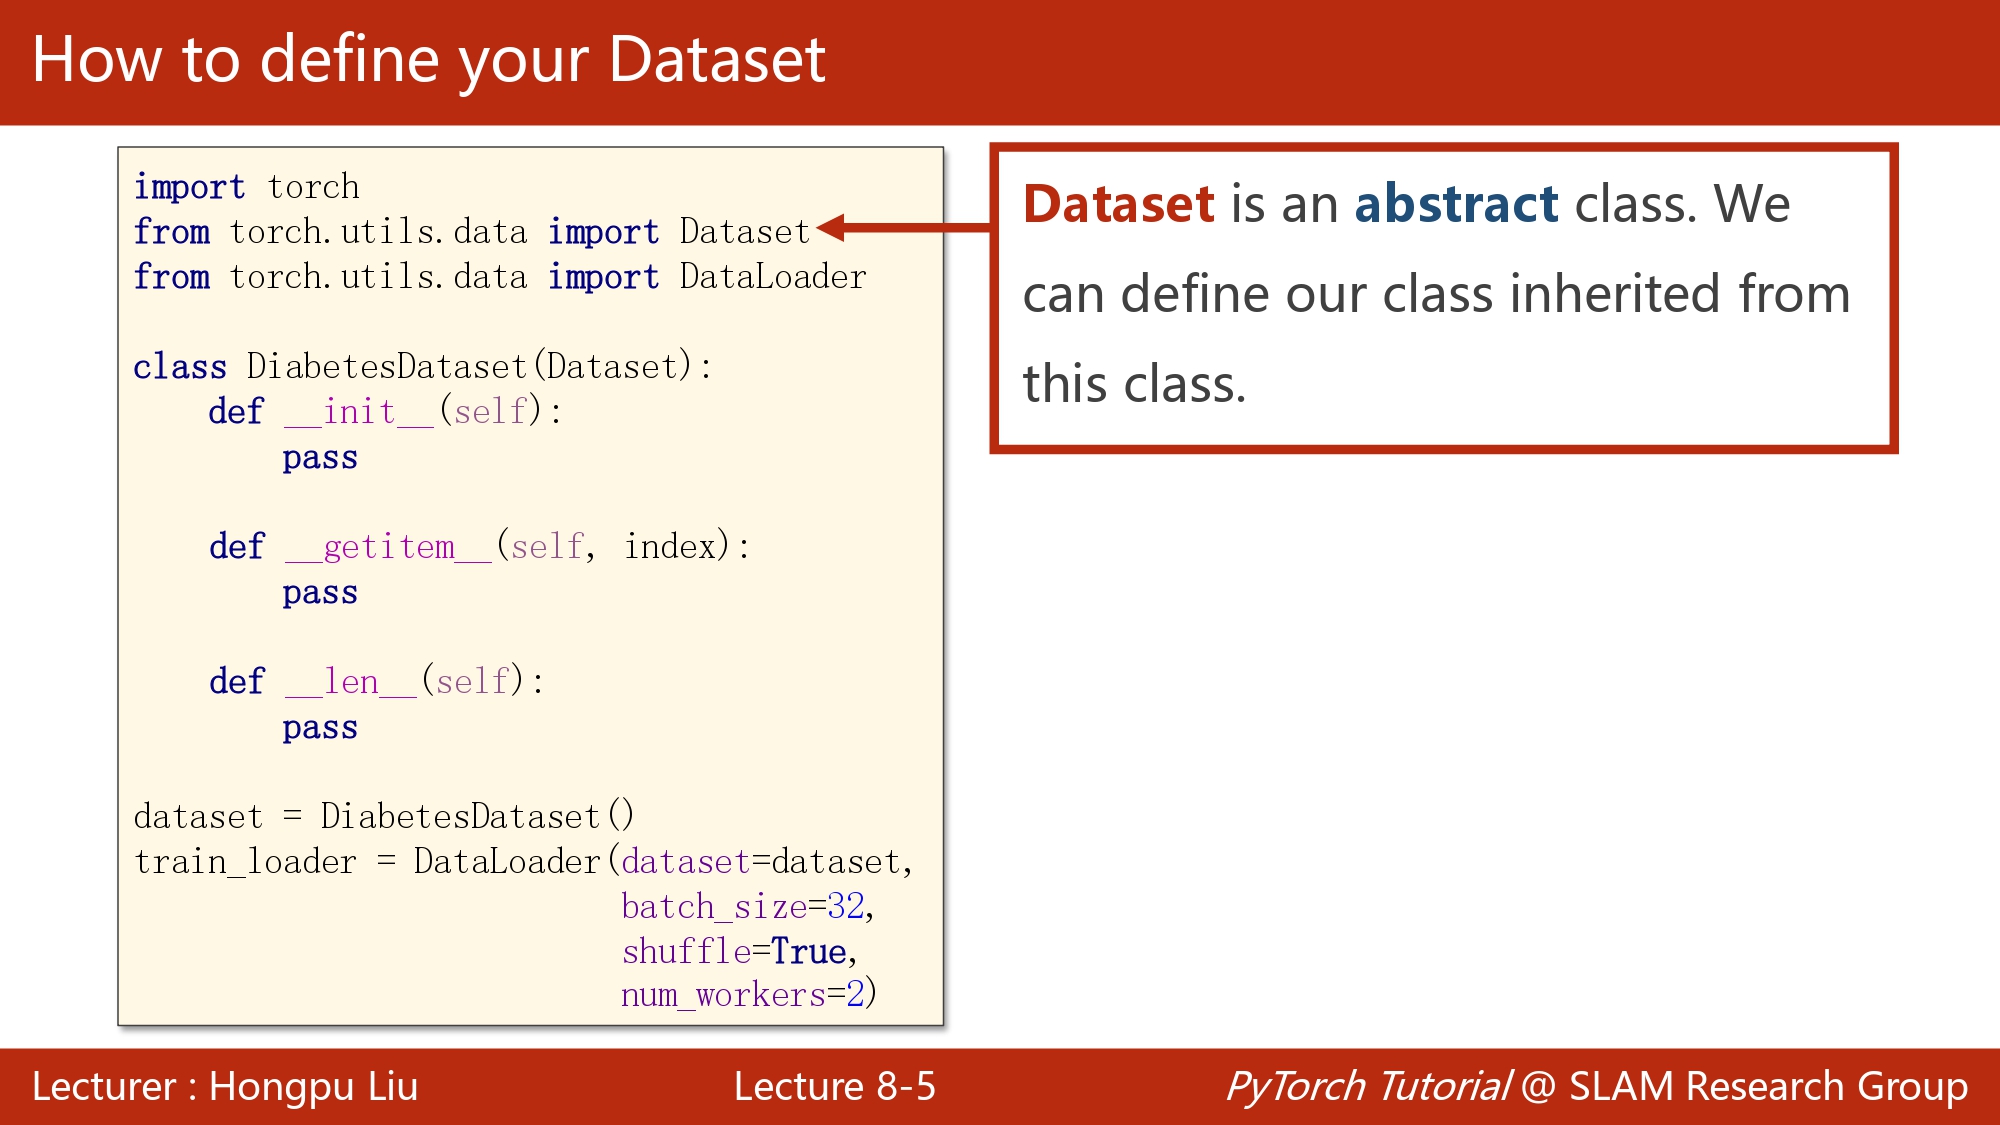 How to define your Dataset
import torch
from torch.utils.data import Dataset
from torch.utils.data import DataLoader
class DiabetesDataset(Dataset):
    def __init__(self):
        pass
    def __getitem__(self, index):
        pass
    def __len__(self):
        pass
dataset = DiabetesDataset()
train_loader = DataLoader(dataset=dataset,
                          batch_size=32,
                          shuffle=True,
                          num_workers=2)
Dataset is an abstract class. We
can define our class inherited from
this class.
Lecturer : Hongpu Liu
Lecture 8-5
PyTorch Tutorial @ SLAM Research Group